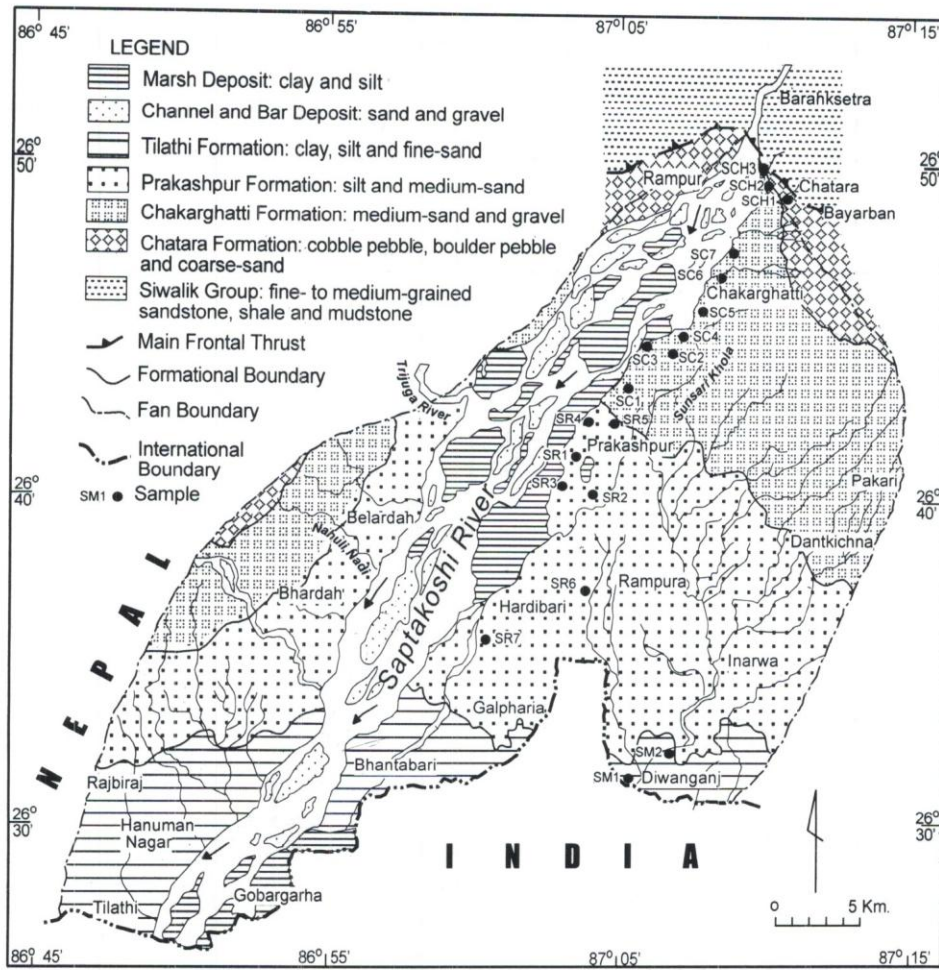 86° 45'
86° 55'
87° 05'
87° 15'
LEGEND
Marsh Deposit: clay and silt
Channel and Bar Deposit: sand and gravel
Tilathi Formation: clay, silt and fine-sand
Prakashpur Formation: silt and medium-sand
Chakarghatti Formation: medium-sand and gravel
Chatara Formation: cobble pebble, boulder pebble
and coarse-sand
Siwalik Group: fine- to medium-grained
sandstone, shale and mudstone
Main Frontal Thrust
Formational Boundary
Fan Boundary
International
Boundary
SM1 Sample
26° 50'
26° 50'
Barahksetra
Rampur
SCH3
SCH2
SCH1
Chatara
Bayarban
SC7
SC6
Chakarghatti
SC5
SC4
SC3
SC2
SC1
Sunsari Khola
Trijuga River
SR4
SR5
Prakashpur
SR1
SR3
SR2
Pakari
26° 40'
26° 40'
Belardah
Nahuli Nadi
Dantkichna
Saptakoshi River
Bhardah
SR6
Rampura
Hardibari
SR7
Inarwa
NEPAL
Galpharia
Bhantabari
SM2
SM1
Diwanganj
Rajbiraj
Hanuman
Nagar
26° 30'
26° 30'
INDIA
Tilathi
Gobargarha
0 5 Km.
86° 45'
86° 55'
87° 05'
87° 15'